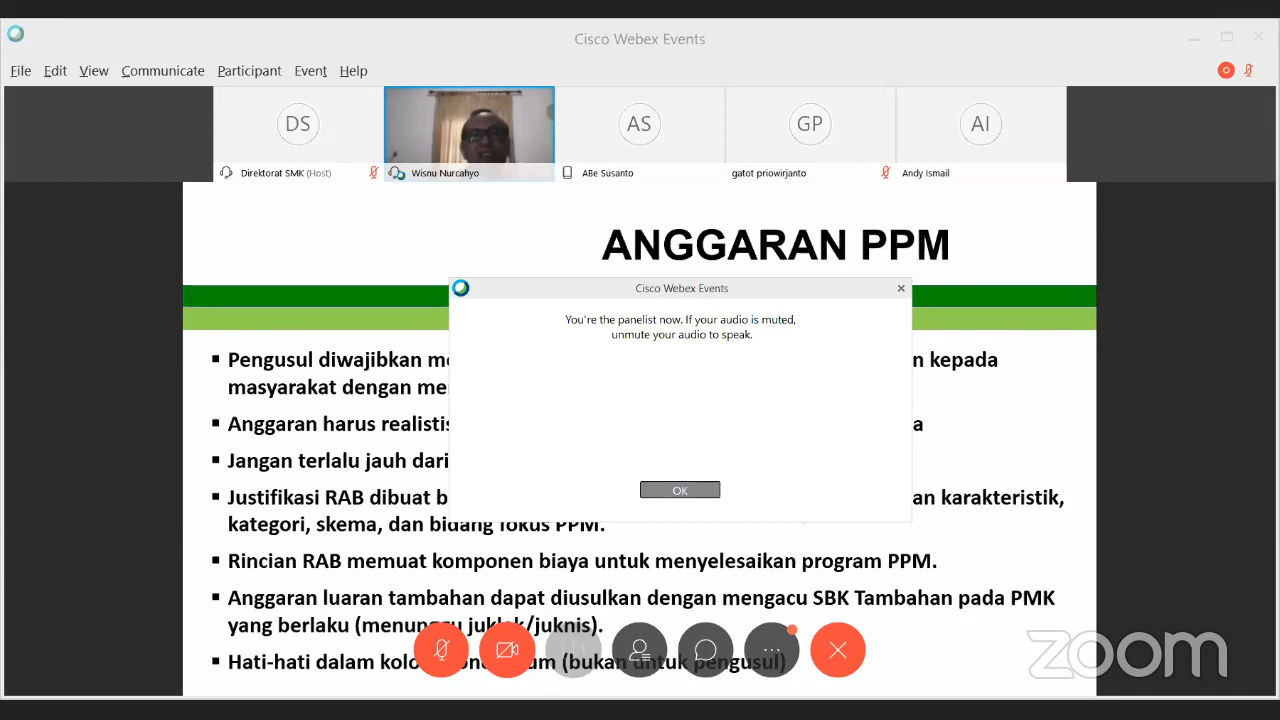 Cisco Webex Events
File Edit View Communicate Participant Event Help
DS AS GP AI
Direktorat SMK (Host) Wisnu Nurcahyo ABe Susanto gatot priowirjanto Andy Ismail
ANGGARAN PPM
Cisco Webex Events
You're the panelist now. If your audio is muted,
unmute your audio to speak.
OK
Pengusul diwajibkan n kepada
masyarakat dengan
Anggaran harus realistis
Jangan terlalu jauh dari
Justifikasi RAB dibuat an karakteristik,
kategori, skema, dan bidang fokus PPM.
Rincian RAB memuat komponen biaya untuk menyelesaikan program PPM.
Anggaran luaran tambahan dapat diusulkan dengan mengacu SBK Tambahan pada PMK
yang berlaku (menunggu juklak/juknis).
Hati-hati dalam (bukan untuk pengusul)
zoom